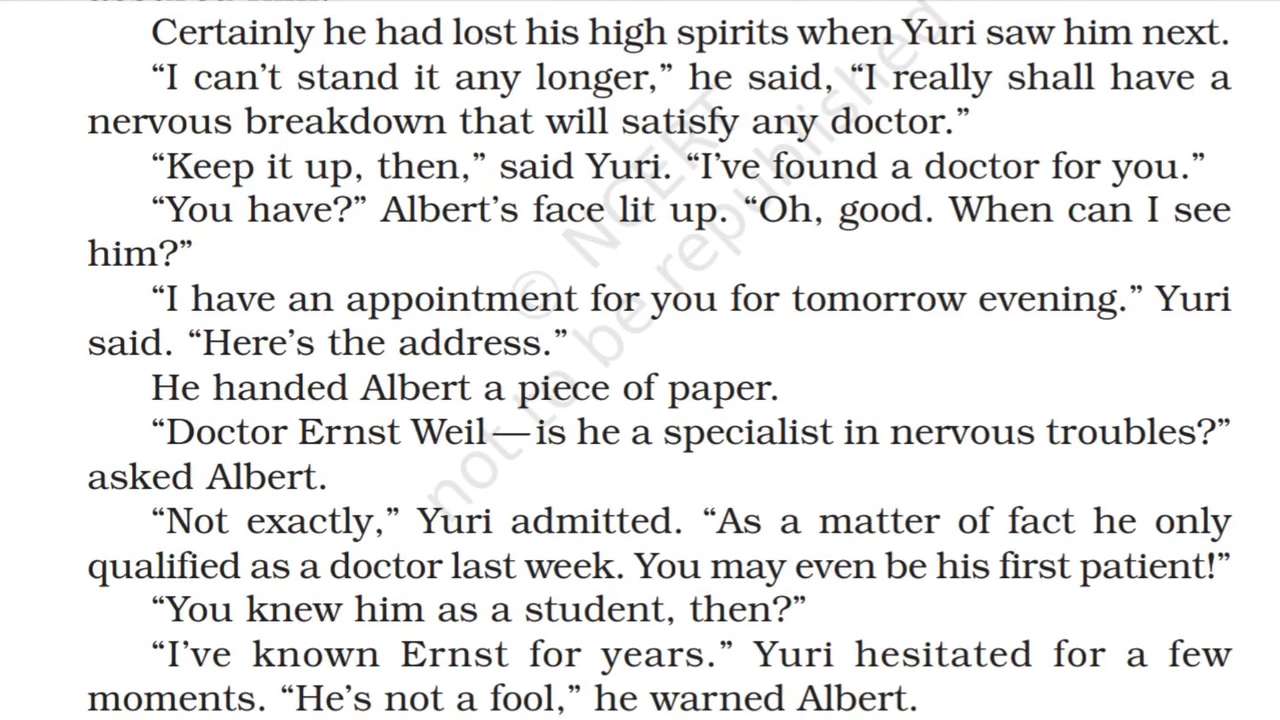 Certainly he had lost his high spirits when Yuri saw him next.
“I can’t stand it any longer,” he said, “I really shall have a
nervous breakdown that will satisfy any doctor.”
“Keep it up, then,” said Yuri. “I’ve found a doctor for you.”
“You have?” Albert’s face lit up. “Oh, good. When can I see
him?”
“I have an appointment for you for tomorrow evening.” Yuri
said. “Here’s the address.”
He handed Albert a piece of paper.
“Doctor Ernst Weil—is he a specialist in nervous troubles?”
asked Albert.
“Not exactly,” Yuri admitted. “As a matter of fact he only
qualified as a doctor last week. You may even be his first patient!”
“You knew him as a student, then?”
“I’ve known Ernst for years.” Yuri hesitated for a few
moments. “He’s not a fool,” he warned Albert.
© NCERT
not to be republished